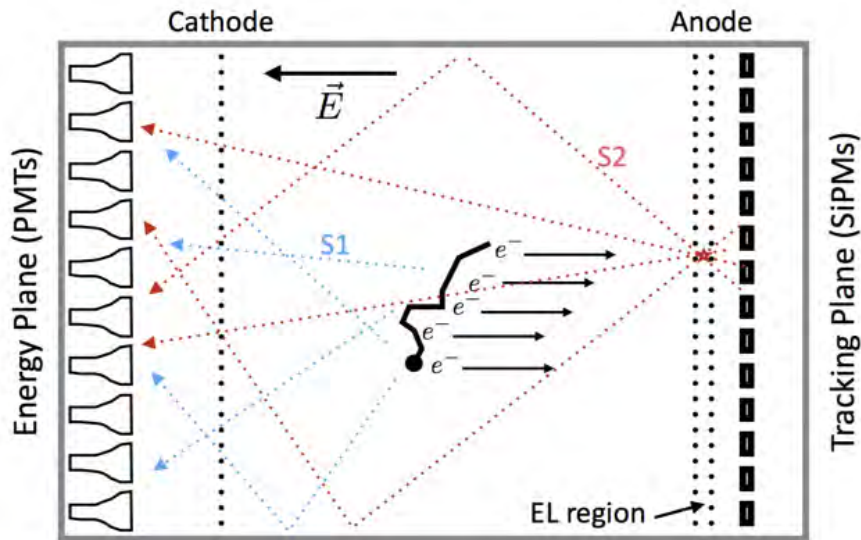 Cathode
Anode
E⃗
S2
S1
e⁻
e⁻
e⁻
e⁻
e⁻
EL region
Energy Plane (PMTs)
Tracking Plane (SiPMs)